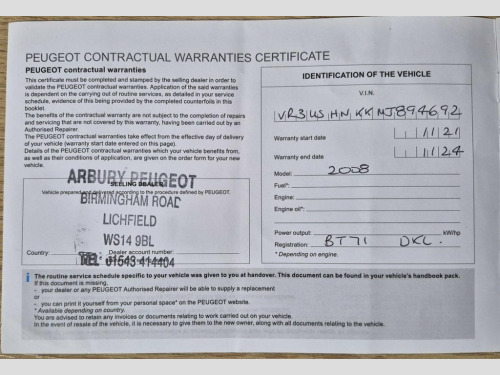 PEUGEOT CONTRACTUAL WARRANTIES CERTIFICATE
PEUGEOT contractual warranties
This certificate must be completed and stamped by the selling dealer in order to
validate the PEUGEOT contractual warranties. Application of the said warranties
is dependent on the carrying out of routine services, as detailed in your service
schedule, evidence of this being provided by the completed counterfoils in this
booklet.
The benefits of the contractual warranty are not subject to the completion of repairs
and servicing that are not covered by this warranty, having been carried out by an
Authorised Repairer.
The PEUGEOT contractual warranties take effect from the effective day of delivery
of your vehicle (warranty start date entered on this page).
Details of the PEUGEOT contractual warranties which your vehicle benefits from,
as well as their conditions of application, are given on the order form for your new
vehicle.
SELLING DEALER
Vehicle prepared and delivered according to the procedure defined by PEUGEOT.
ARBURY PEUGEOT
BIRMINGHAM ROAD
LICHFIELD
WS14 9BL
TEL: 01543 414404
Country:
Dealer account number:
IDENTIFICATION OF THE VEHICLE
V.I.N.
VR3USHNKKMJ894692
Warranty start date
11121
Warranty end date
11124
Model: 2008
Fuel*:
Engine:
Engine oil*:
Power output: kW/hp
Registration: BT71 DKL
* Depending on engine.
i The routine service schedule specific to your vehicle was given to you at handover. This document can be found in your vehicle's handbook pack.
If this document is missing,
- your dealer or any PEUGEOT Authorised Repairer will be able to supply a replacement
or
- you can print it yourself from your personal space* on the PEUGEOT website.
* Available depending on country.
You are advised to retain any invoices or documents relating to work carried out on your vehicle.
In the event of resale of the vehicle, it is necessary to give them to the new owner, along with all documents relating to the vehicle.